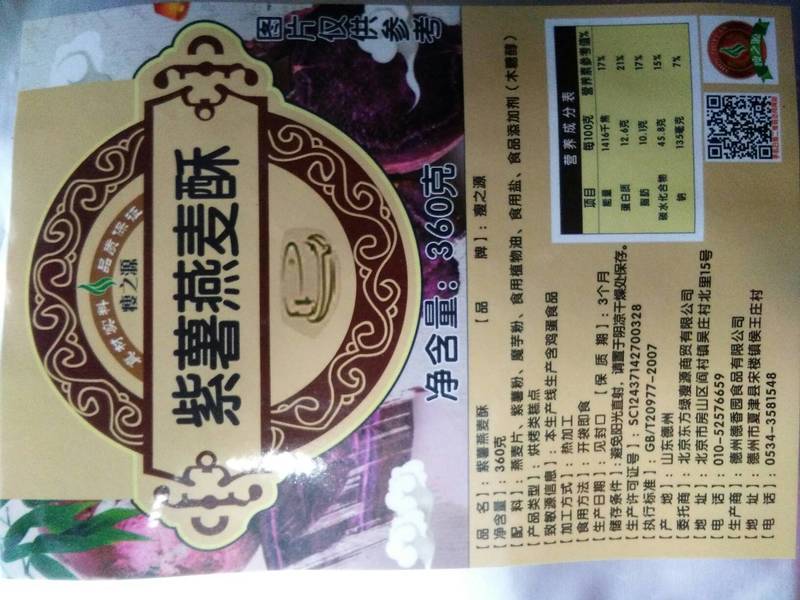 图片仅供参考
真材实料 品质保证
瘦之源
紫薯燕麦酥
净含量：360克
【品 名】：紫薯燕麦酥 【品 牌】：瘦之源
【净含量】：360克
【配 料】：燕麦片、紫薯粉、魔芋粉、食用植物油、食用盐、食品添加剂（木糖醇）
【产品类型】：烘烤类糕点
【致敏源信息】：本生产线生产含鸡蛋食品
【加工方式】：热加工
【食用方法】：开袋即食
【生产日期】：见封口 【保 质 期】：3个月
【储存条件】：避免阳光直射，请置于阴凉干燥处保存。
【生产许可证号】：SC12437142700328
【执行标准】：GB/T20977-2007
【产 地】：山东德州
【委托商】：北京东方绿瘦源商贸有限公司
【地 址】：北京市房山区阎村镇吴庄村北里15号
【电 话】：010-52576659
【生产商】：德州德香园食品有限公司
【地 址】：德州市夏津县宋楼镇侯王庄村
【电 话】：0534-3581548
营养成分表
项目 每100克 营养素参考值%
能量 1416千焦 17%
蛋白质 12.6克 21%
脂肪 10.1克 17%
碳水化合物 45.8克 15%
钠 135毫克 7%
瘦之源